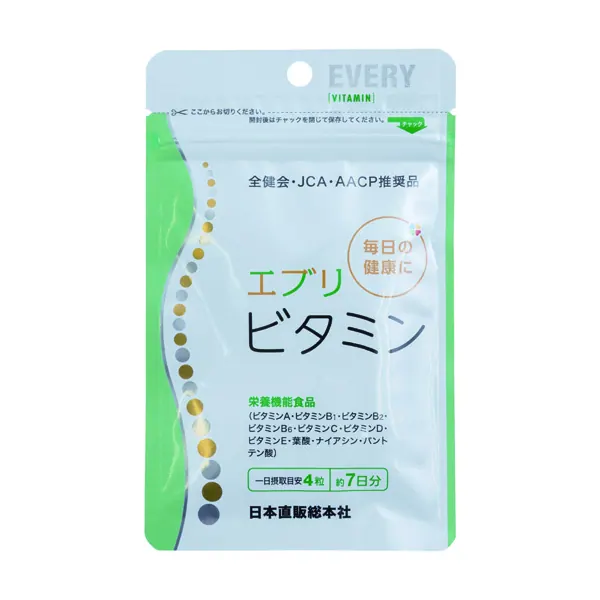 EVERY
[VITAMIN]
ここからお切りください。
開封後はチャックを閉じて保存してください。
チャック
全健会・JCA・AACP推奨品
毎日の
健康に
エブリ
ビタミン
栄養機能食品
(ビタミンA・ビタミンB1・ビタミンB2・
ビタミンB6・ビタミンC・ビタミンD・
ビタミンE・葉酸・ナイアシン・パント
テン酸)
一日摂取目安4粒 約7日分
日本直販総本社